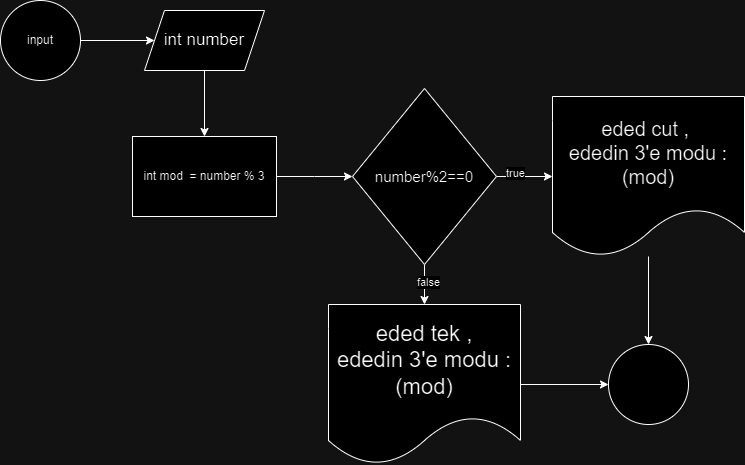 input
int number
int mod = number % 3
number%2==0
true
eded cut ,
ededin 3'e modu :
(mod)
false
eded tek ,
ededin 3'e modu :
(mod)